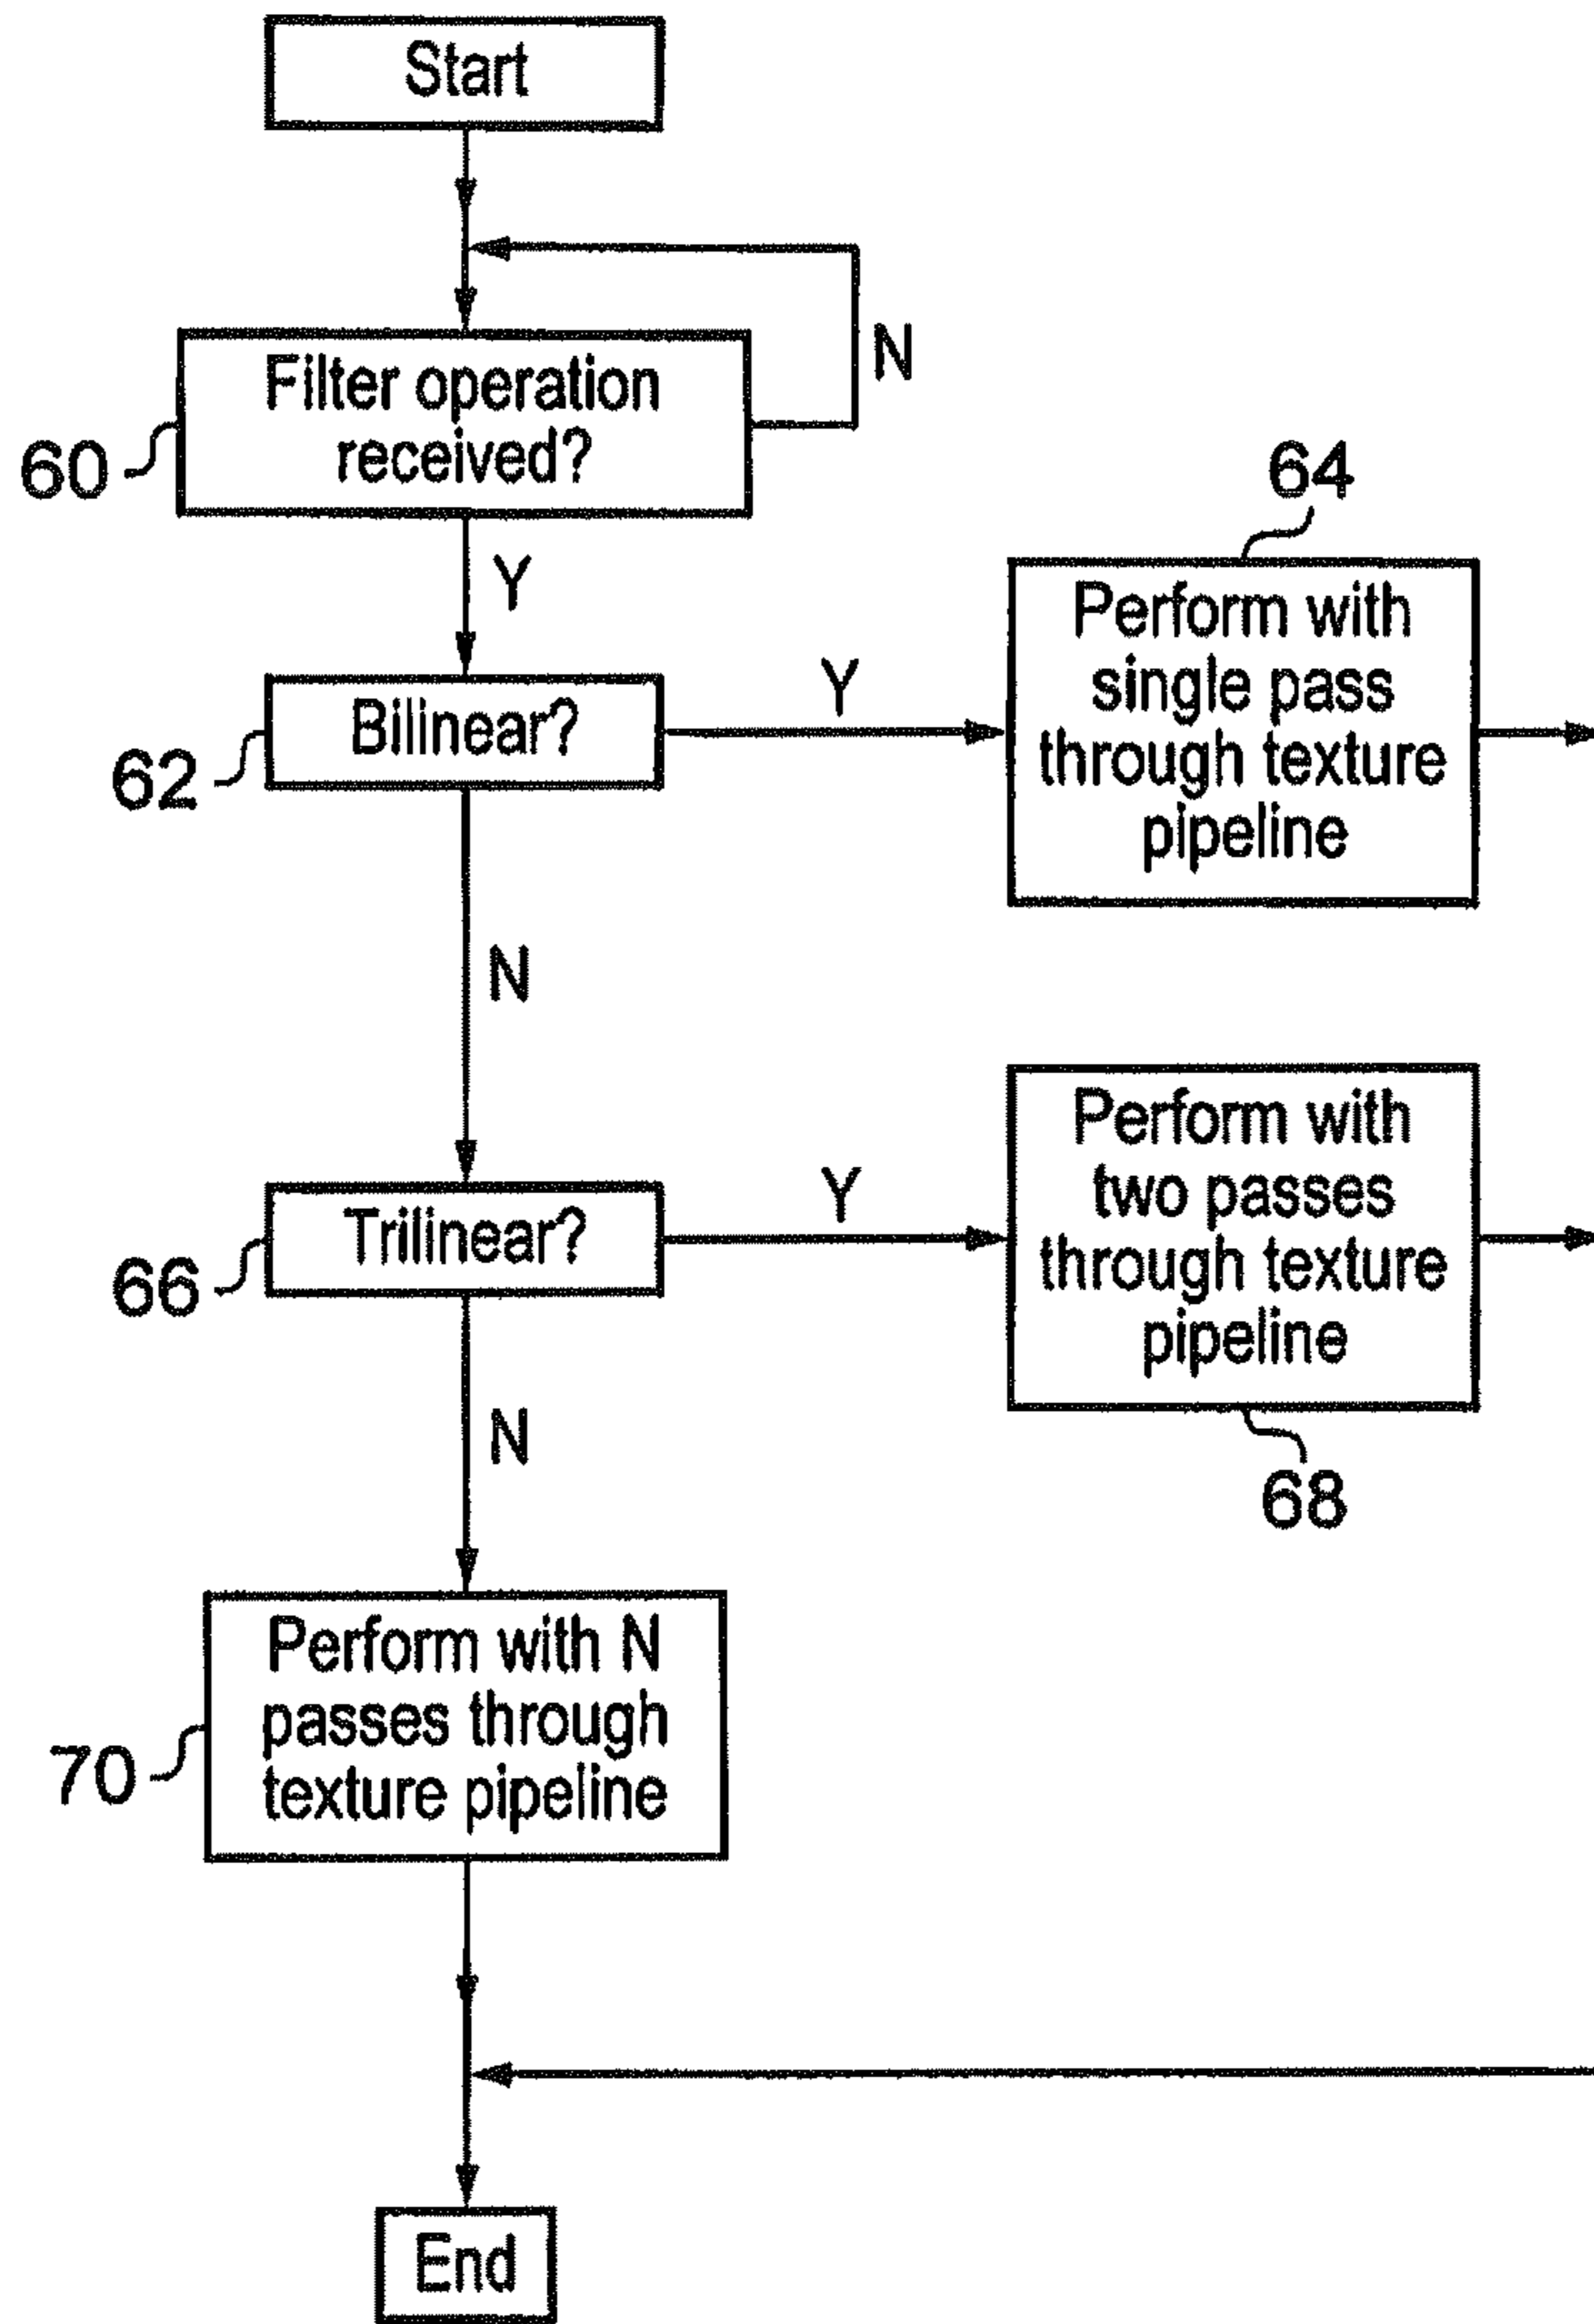 Start
N
Filter operation
received?
60
Y
64
Bilinear?
62
Y
Perform with
single pass
through texture
pipeline
N
Trilinear?
66
Y
Perform with
two passes
through texture
pipeline
68
N
Perform with N
passes through
texture pipeline
70
End